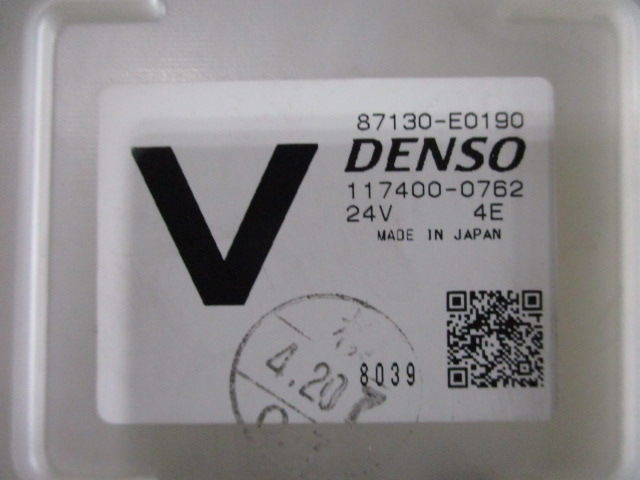 87130-E0190
V
DENSO
117400-0762
24V 4E
MADE IN JAPAN
8039
4.20